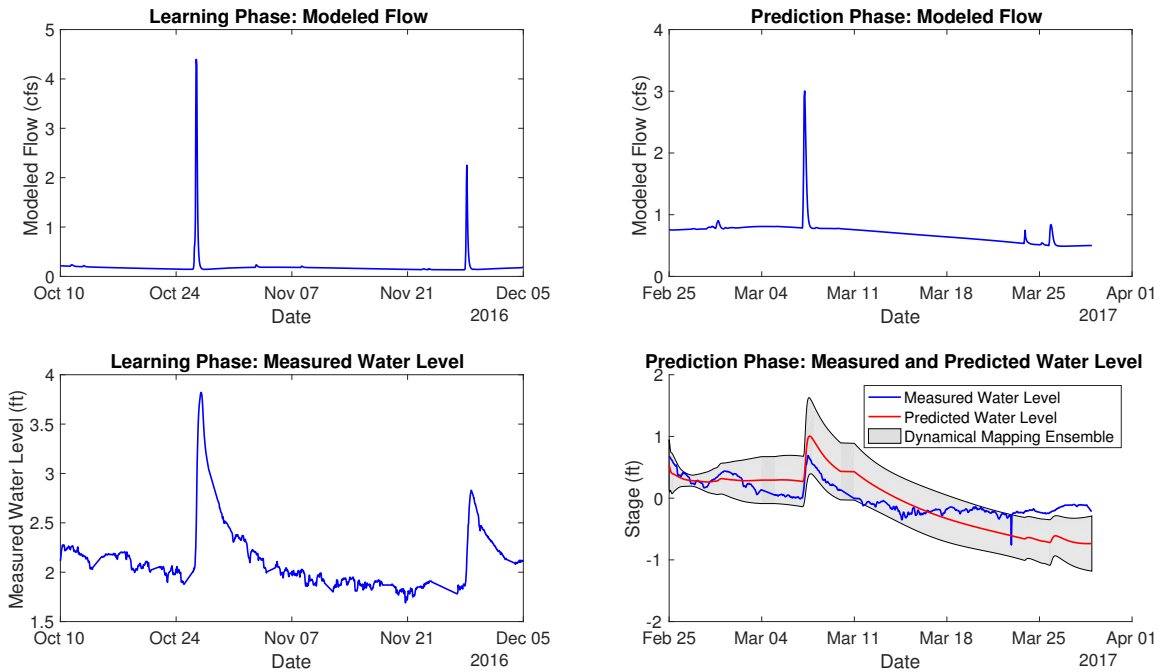 Learning Phase: Modeled Flow
Modeled Flow (cfs)
5
4
3
2
1
0
Oct 10
Oct 24
Nov 07
Nov 21
Dec 05
Date
2016
Prediction Phase: Modeled Flow
Modeled Flow (cfs)
4
3
2
1
0
Feb 25
Mar 04
Mar 11
Mar 18
Mar 25
Apr 01
Date
2017
Learning Phase: Measured Water Level
Measured Water Level (ft)
4
3.5
3
2.5
2
1.5
Oct 10
Oct 24
Nov 07
Nov 21
Dec 05
Date
2016
Prediction Phase: Measured and Predicted Water Level
Stage (ft)
2
1
0
-1
-2
Measured Water Level
Predicted Water Level
Dynamical Mapping Ensemble
Feb 25
Mar 04
Mar 11
Mar 18
Mar 25
Apr 01
Date
2017